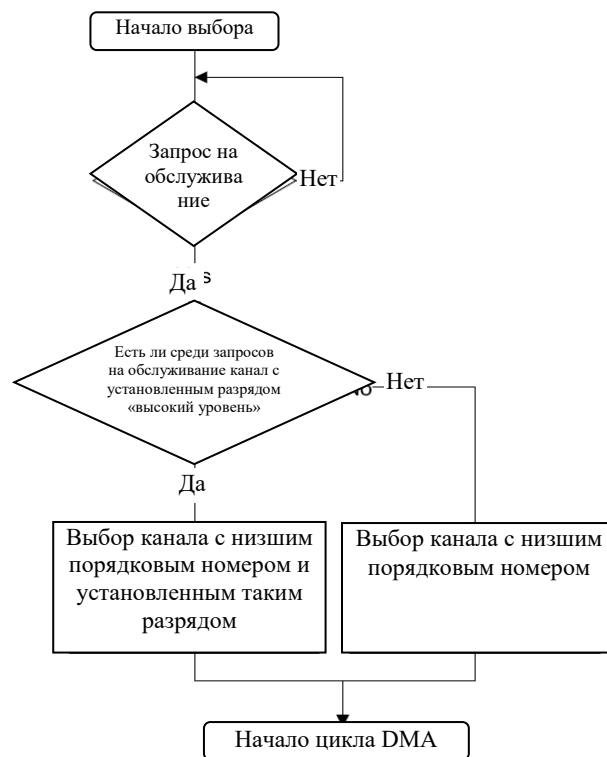 Начало выбора
Запрос на
обслужива
ние
Нет
Да s
Есть ли среди запросов
на обслуживание канал с
установленным разрядом
«высокий уровень»
No Нет
Да
Выбор канала с низшим
порядковым номером и
установленным таким
разрядом
Выбор канала с низшим
порядковым номером
Начало цикла DMA